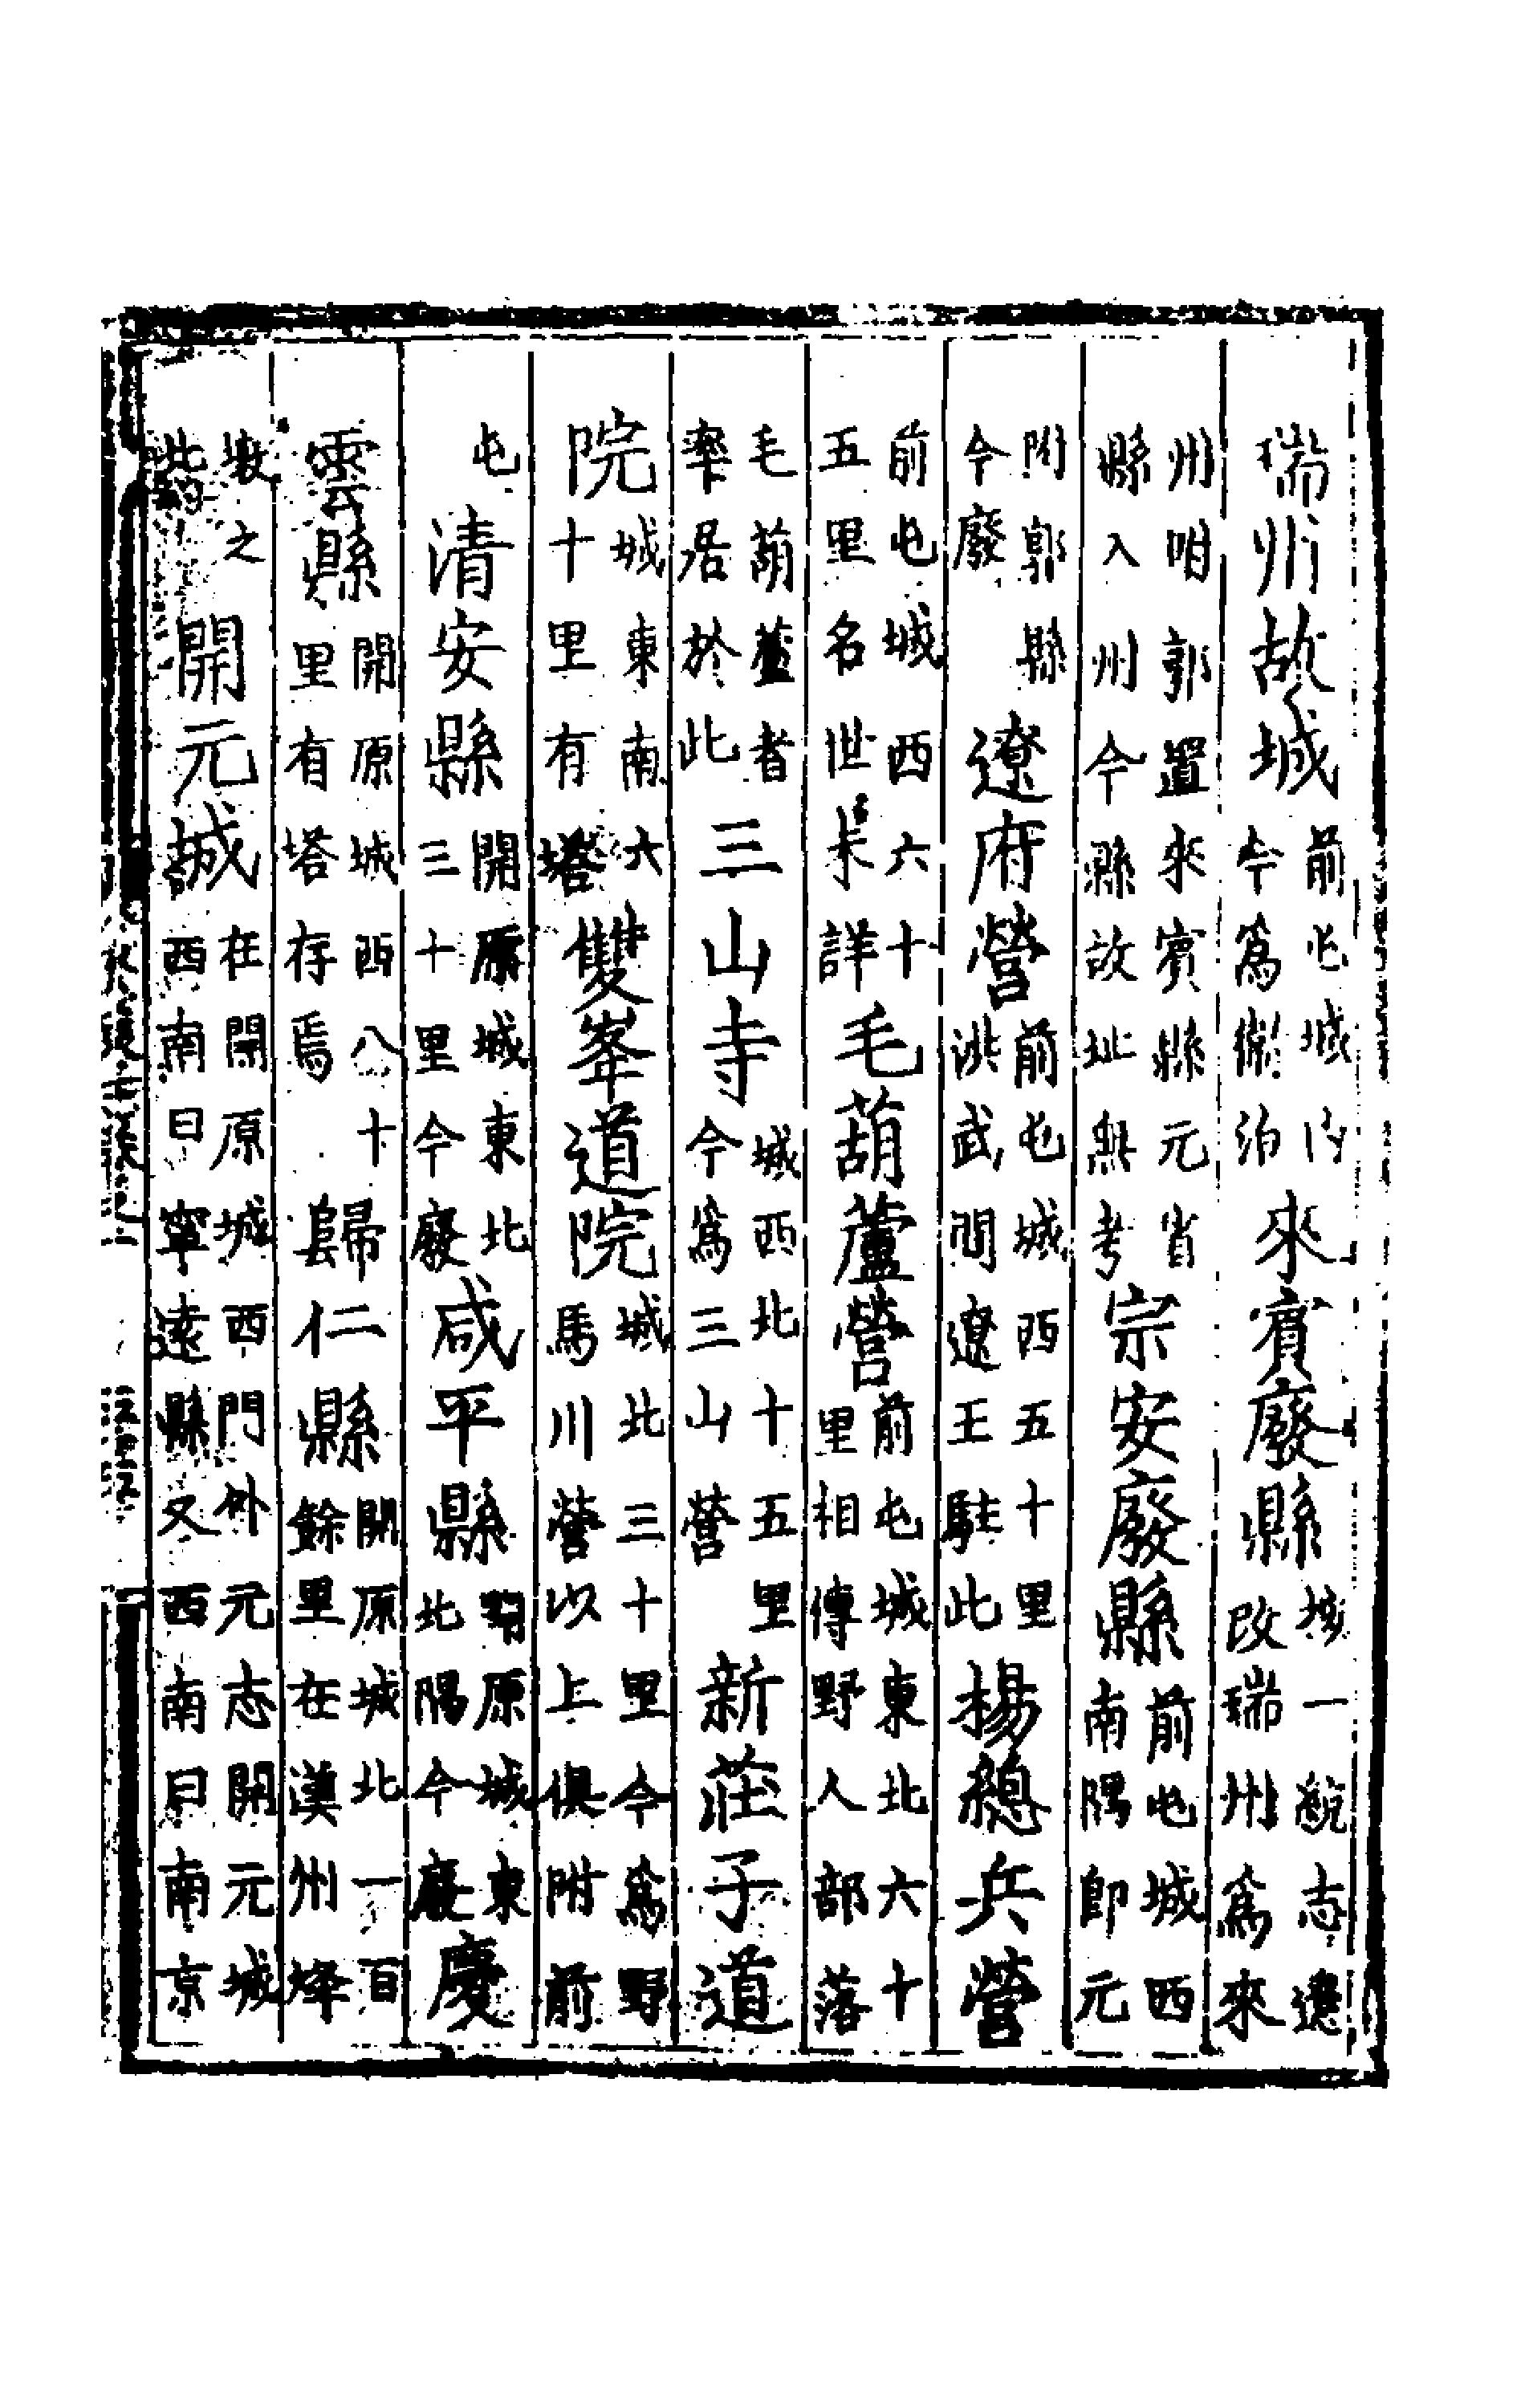 瑞州故城前屯城內今爲衛治來賓廢縣按一統志遼改瑞州爲來
州咱郭置來賓縣元省縣入州今縣故址無考宗安廢縣前屯城西南隅即元
附郭縣今廢遼府營前屯城西五十里洪武間遼王駐此楊總兵營
前屯城西六十五里名世未詳毛葫蘆營前屯城東北六十里相傳野人部落
毛葫蘆者率居於此三山寺城西北十五里今爲三山營新莊子道
院城東南六十里有塔雙峯道院城北三十里今爲野馬川營以上俱附前
屯清安縣開原城東北三十里今廢咸平縣開原城東北隅今廢慶
雲縣開原城西八十里有塔存焉歸仁縣開原城北一百餘里在漢州烽
墩之開元城在開原城西門外元志開元城西南曰寧遠縣又西南曰南京